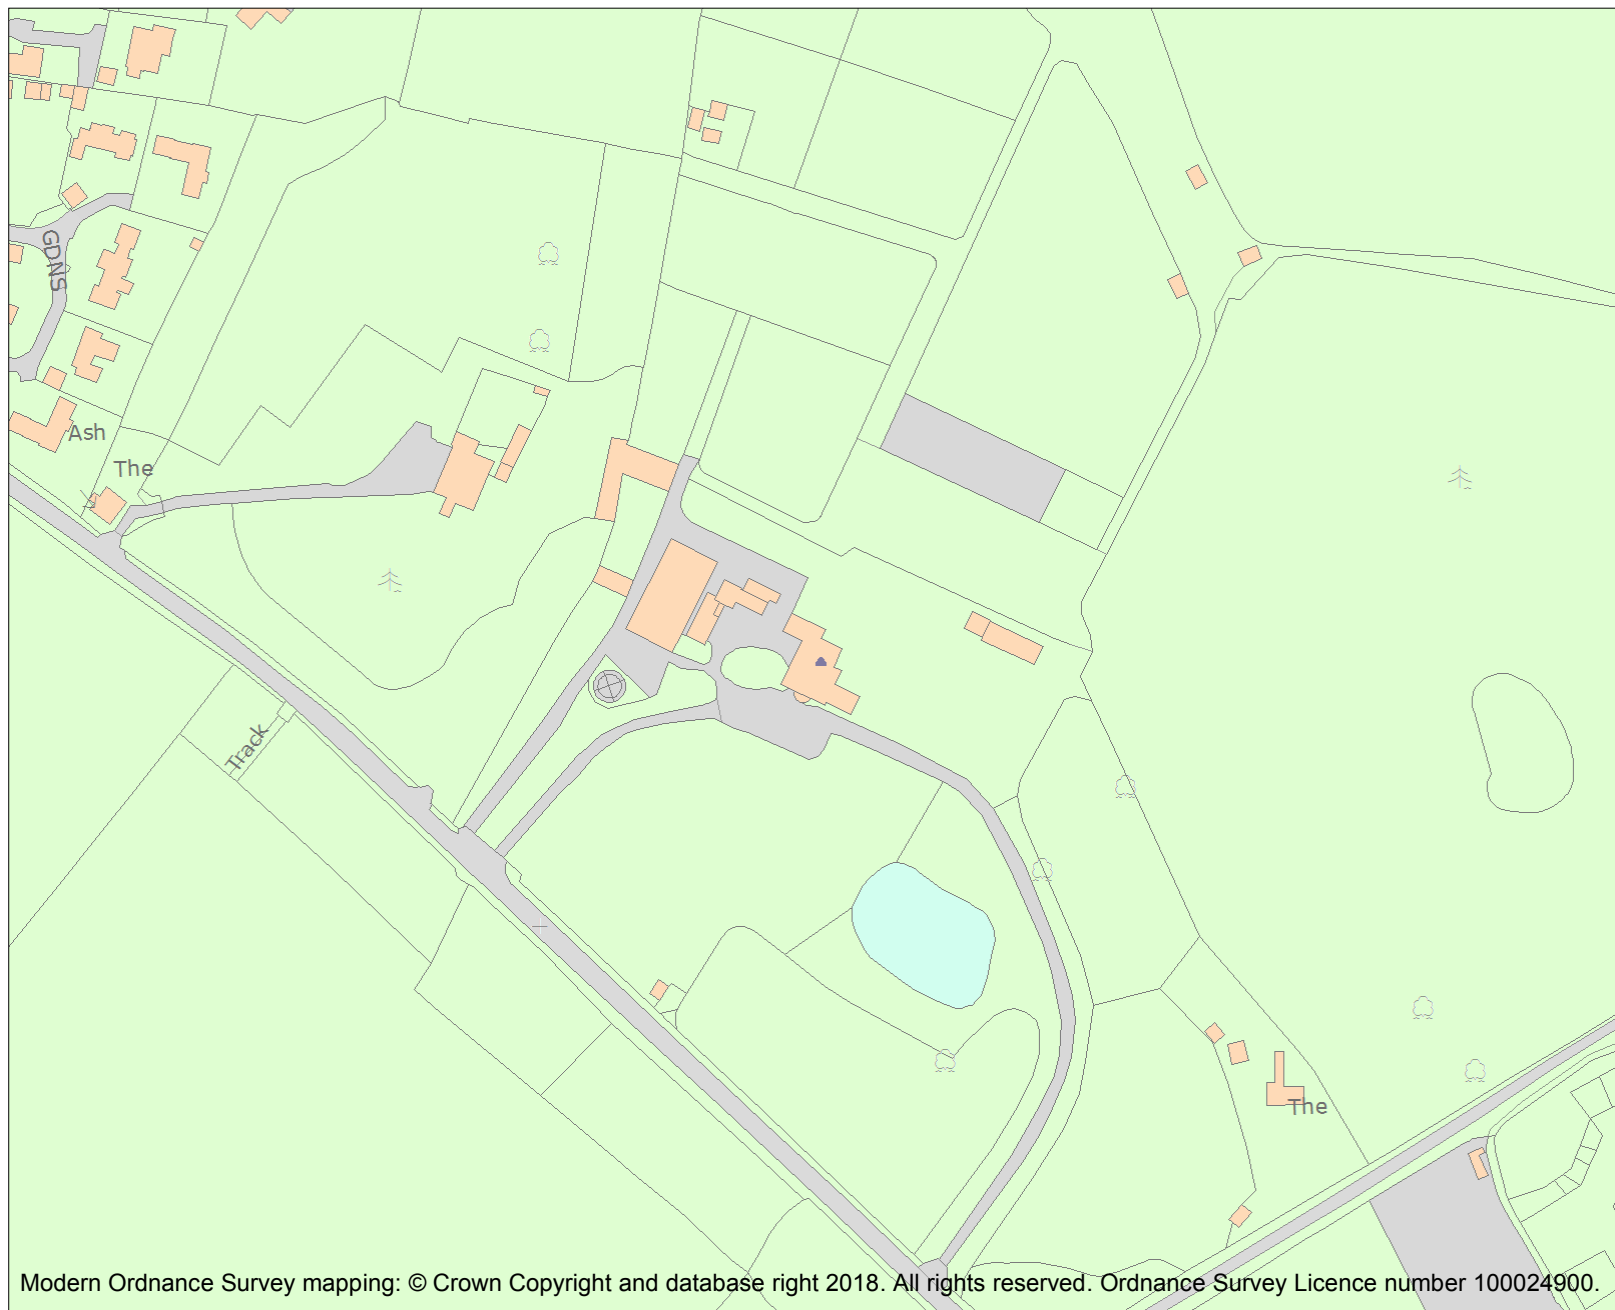 GDNS
Ash
The
Track
The
Modern Ordnance Survey mapping: © Crown Copyright and database right 2018. All rights reserved. Ordnance Survey Licence number 100024900.